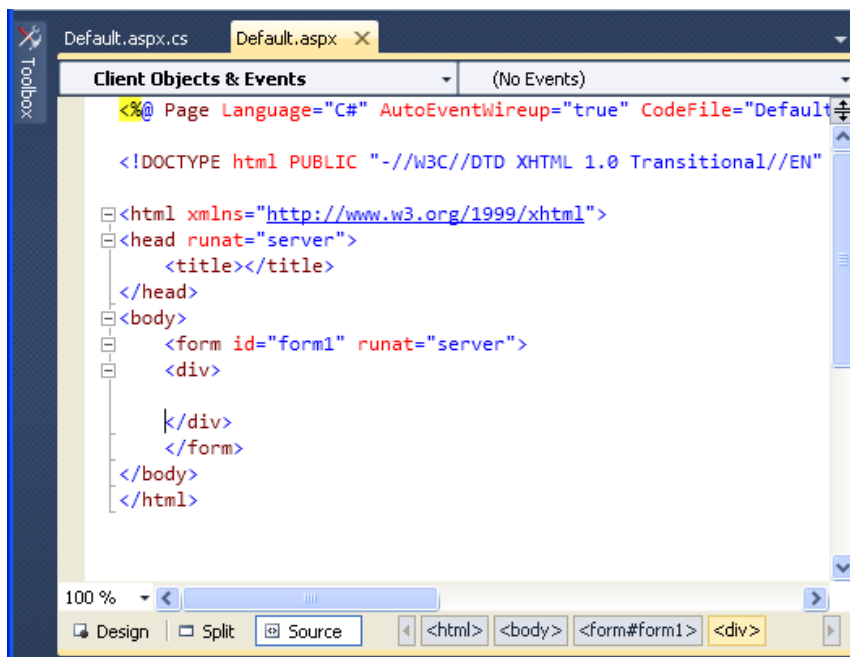 Default.aspx.cs Default.aspx
Toolbox
Client Objects & Events (No Events)
<%@ Page Language="C#" AutoEventWireup="true" CodeFile="Default
<!DOCTYPE html PUBLIC "-//W3C//DTD XHTML 1.0 Transitional//EN"
<html xmlns="http://www.w3.org/1999/xhtml">
<head runat="server">
<title></title>
</head>
<body>
<form id="form1" runat="server">
<div>
</div>
</form>
</body>
</html>
100 %
Design Split Source <html> <body> <form#form1> <div>